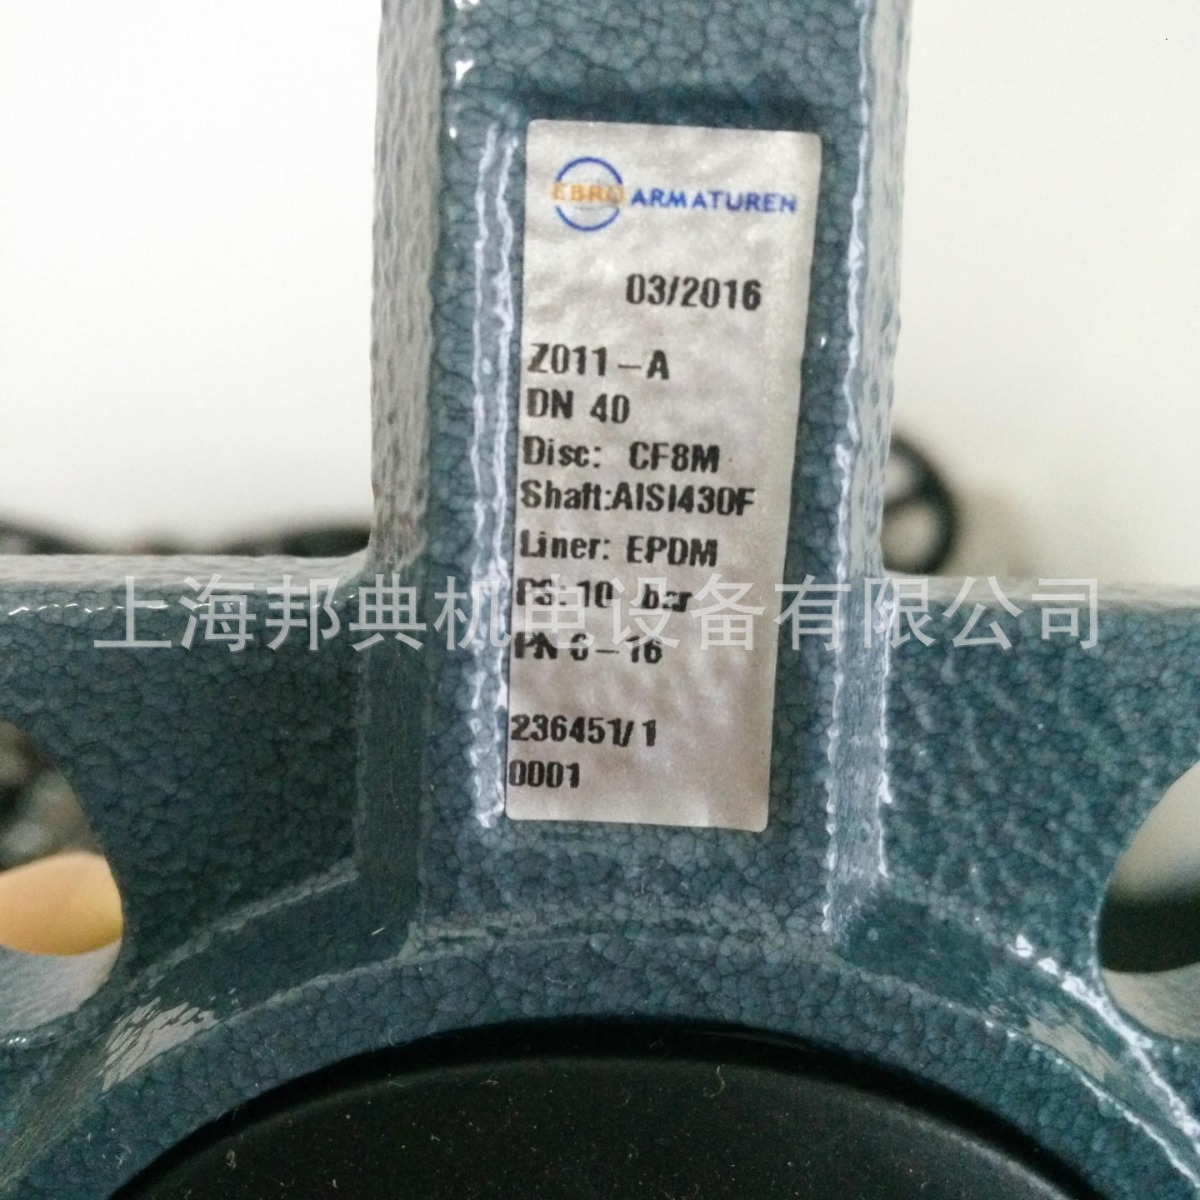 EBRO ARMATUREN
03/2016
Z011-A
DN 40
Disc: CF8M
Shaft:AISI430F
Liner: EPDM
PS:10 bar
上海邦典机电设备有限公司
PN 6-16
236451/1
0001